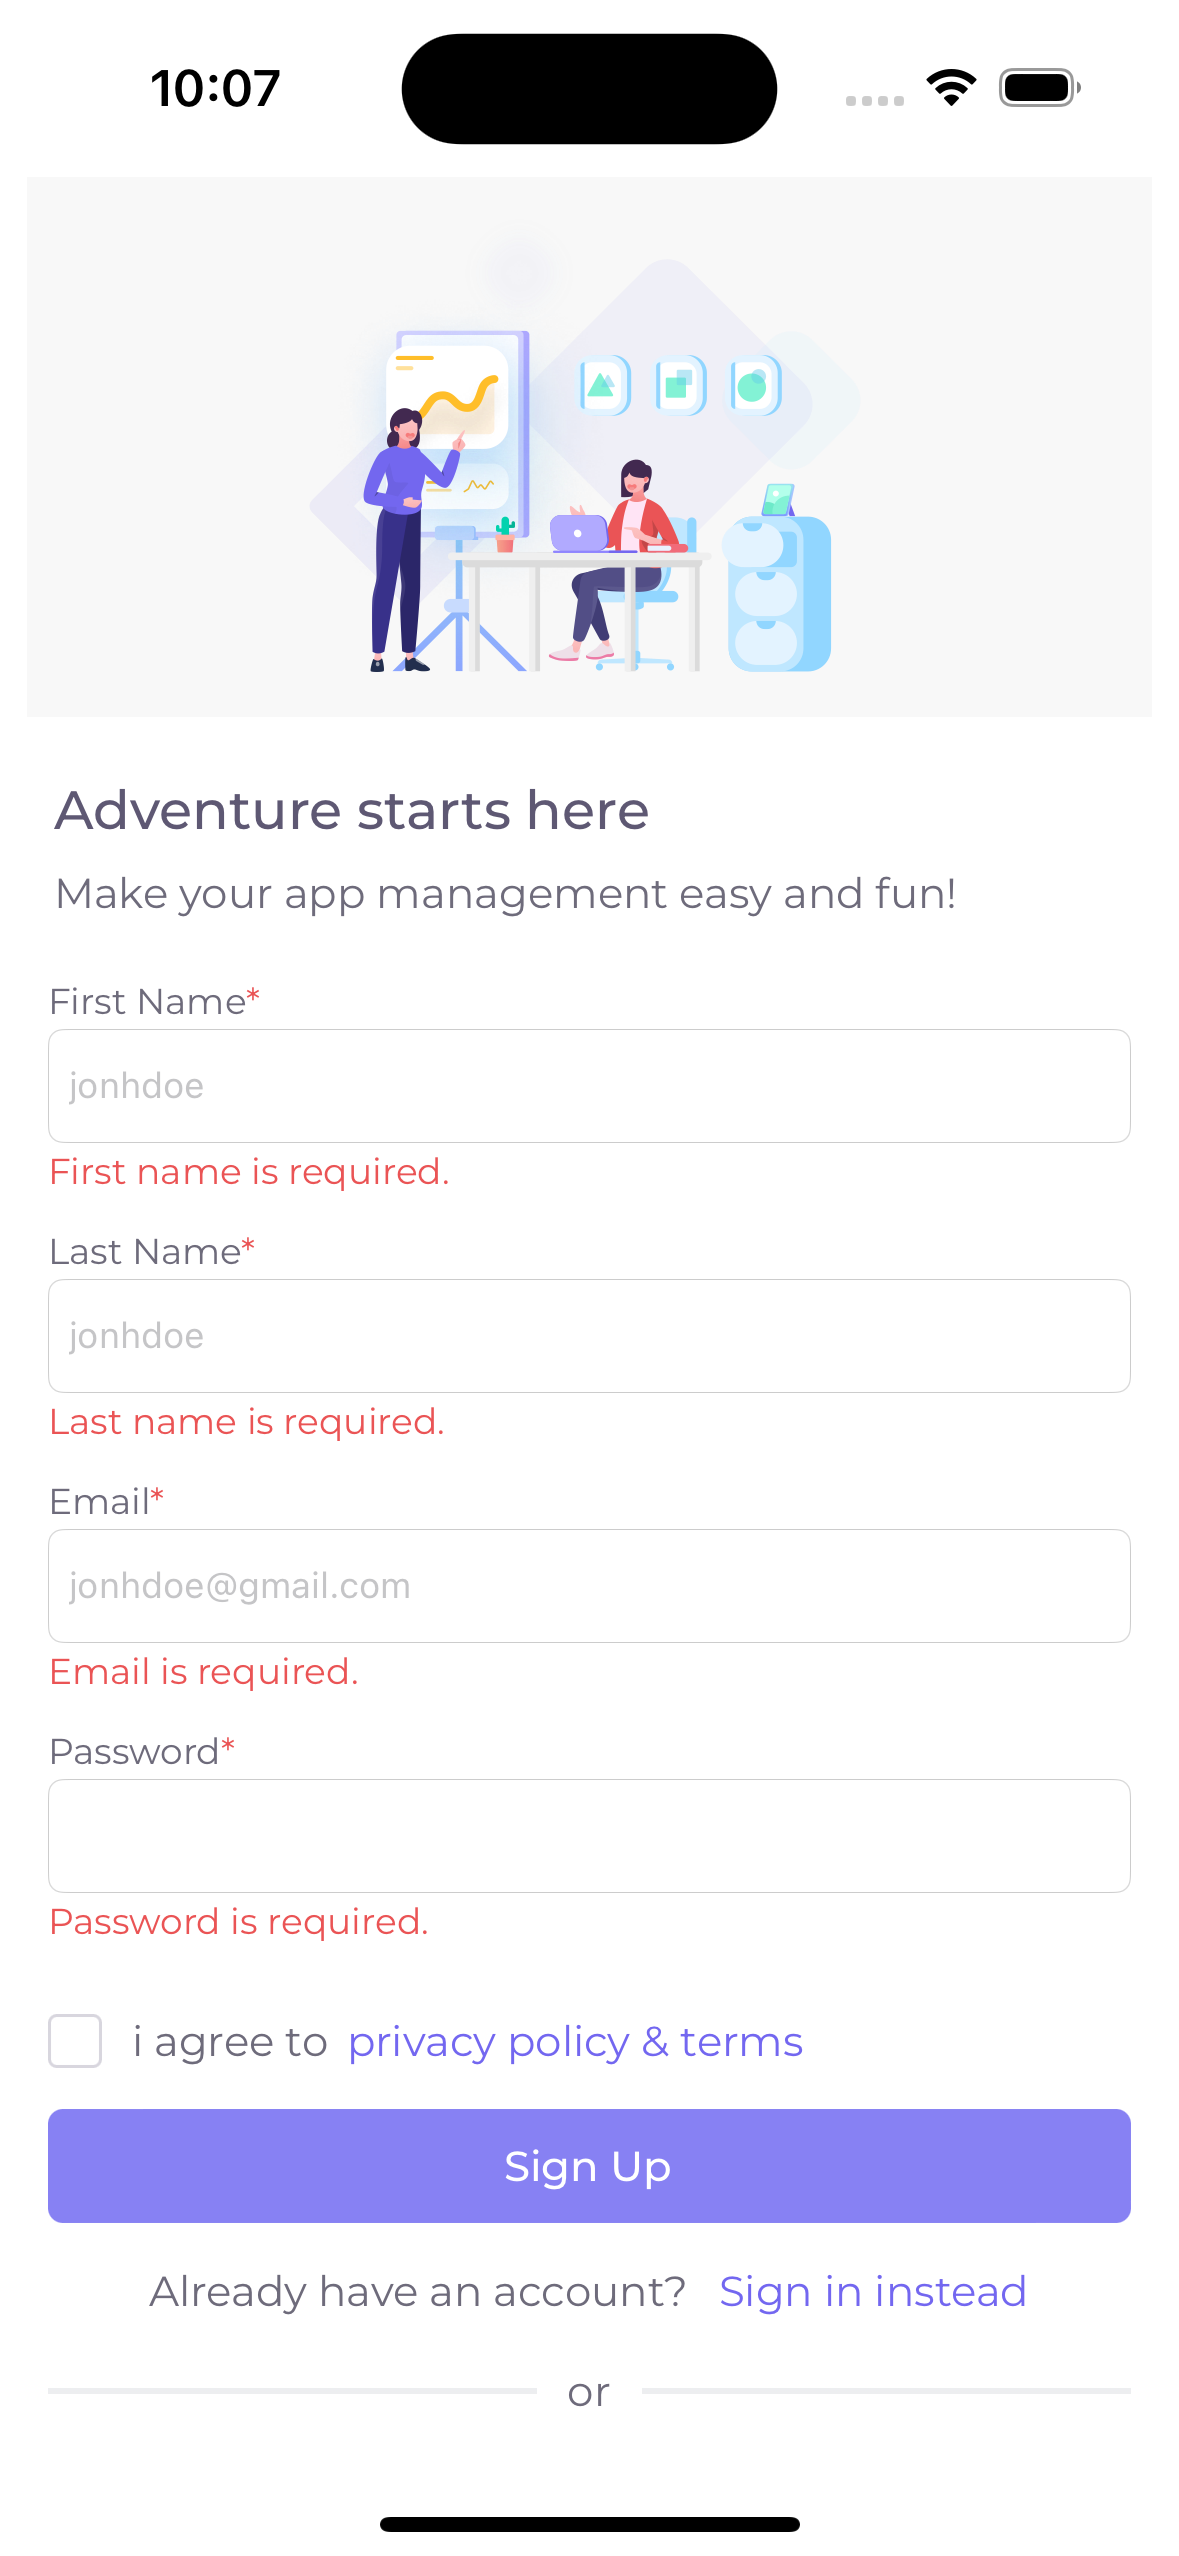 10:07
Adventure starts here
Make your app management easy and fun!
First Name*
jonhdoe
First name is required.
Last Name*
jonhdoe
Last name is required.
Email*
jonhdoe@gmail.com
Email is required.
Password*
Password is required.
i agree to privacy policy & terms
Sign Up
Already have an account? Sign in instead
or